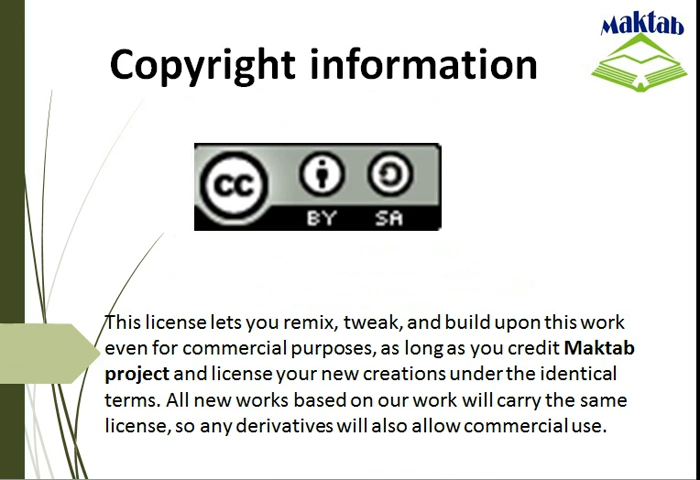 Maktab
Copyright information
CC
BY SA
This license lets you remix, tweak, and build upon this work
even for commercial purposes, as long as you credit Maktab
project and license your new creations under the identical
terms. All new works based on our work will carry the same
license, so any derivatives will also allow commercial use.